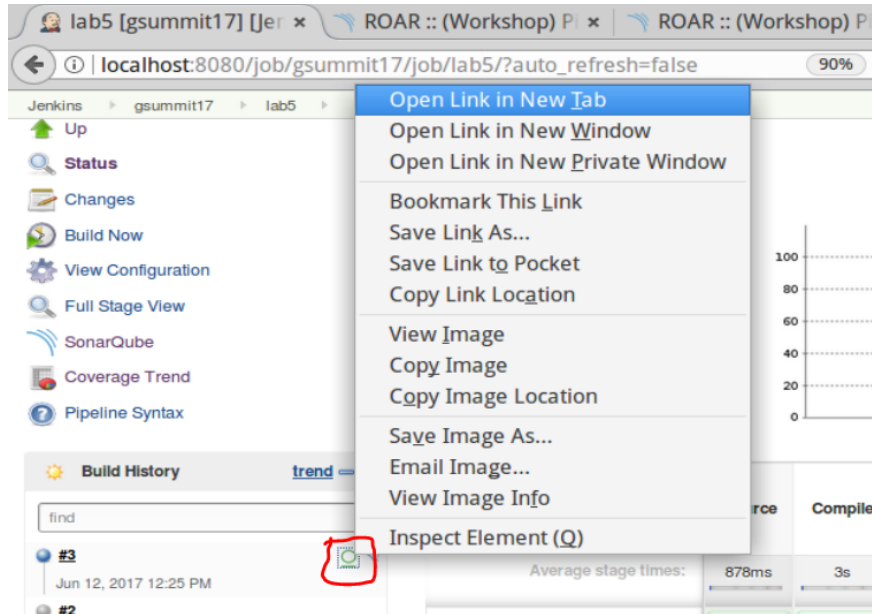 lab5 [gsummit17] [Jen
ROAR :: (Workshop) Pi
ROAR :: (Workshop) P
localhost:8080/job/gsummit17/job/lab5/?auto_refresh=false
90%
Jenkins gsummit17 lab5
Up
Status
Changes
Build Now
View Configuration
Full Stage View
SonarQube
Coverage Trend
Pipeline Syntax
Build History trend
find
#3
Jun 12, 2017 12:25 PM
#2
Open Link in New Tab
Open Link in New Window
Open Link in New Private Window
Bookmark This Link
Save Link As...
Save Link to Pocket
Copy Link Location
View Image
Copy Image
Copy Image Location
Save Image As...
Email Image...
View Image Info
Inspect Element (Q)
100
80
60
40
20
0
rce Compile
Average stage times: 878ms 3s